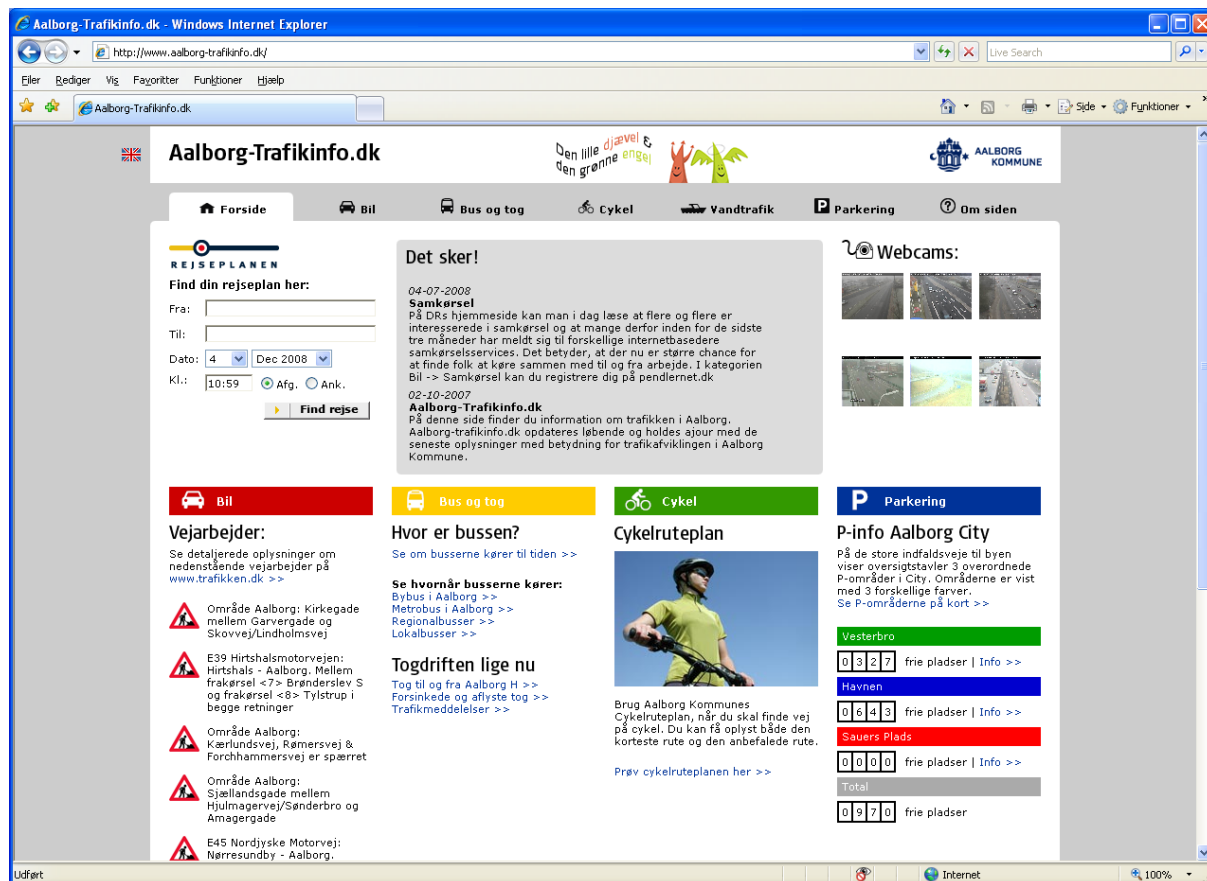 Aalborg-Trafikinfo.dk - Windows Internet Explorer
http://www.aalborg-trafikinfo.dk/
Live Search
Filer Rediger Vis Favoritter Funktioner Hjælp
Aalborg-Trafikinfo.dk
Side
Funktioner
Aalborg-Trafikinfo.dk
Den lille djævel &
den grønne engel
AALBORG
KOMMUNE
Forside
Bil
Bus og tog
Cykel
Vandtrafik
Parkering
Om siden
REJSEPLANEN
Find din rejseplan her:
Fra:
Til:
Dato: 4 Dec 2008
Kl.: 10:59 Afg. Ank.
Find rejse
Det sker!
04-07-2008
Samkørsel
På DRs hjemmeside kan man i dag læse at flere og flere er
interesserede i samkørsel og at mange derfor inden for de sidste
tre måneder har meldt sig til forskellige internetbasedere
samkørselsservices. Det betyder, at der nu er større chance for
at finde folk at køre sammen med til og fra arbejde. I kategorien
Bil -> Samkørsel kan du registrere dig på pendlernet.dk
02-10-2007
Aalborg-Trafikinfo.dk
På denne side finder du information om trafikken i Aalborg.
Aalborg-trafikinfo.dk opdateres løbende og holdes ajour med de
seneste oplysninger med betydning for trafikafviklingen i Aalborg
Kommune.
Webcams:
Bil
Vejarbejder:
Se detaljerede oplysninger om
nedenstående vejarbejder på
www.trafikken.dk >>
Område Aalborg: Kirkegade
mellem Garvergade og
Skovvej/Lindholmsvej
E39 Hirtshalsmotorvejen:
Hirtshals - Aalborg. Mellem
frakørsel <7> Brønderslev S
og frakørsel <8> Tylstrup i
begge retninger
Område Aalborg:
Kærlundsvej, Rømersvej &
Forchhammersvej er spærret
Område Aalborg:
Sjællandsgade mellem
Hjulmagervej/Sønderbro og
Amagergade
E45 Nordjyske Motorvej:
Nørresundby - Aalborg.
Bus og tog
Hvor er bussen?
Se om busserne kører til tiden >>
Se hvornår busserne kører:
Bybus i Aalborg >>
Metrobus i Aalborg >>
Regionalbusser >>
Lokalbusser >>
Togdriften lige nu
Tog til og fra Aalborg H >>
Forsinkede og aflyste tog >>
Trafikmeddelelser >>
Cykel
Cykelruteplan
Brug Aalborg Kommunes
Cykelruteplan, når du skal finde vej
på cykel. Du kan få oplyst både den
korteste rute og den anbefalede rute.
Prøv cykelruteplanen her >>
Parkering
P-info Aalborg City
På de store indfaldsveje til byen
viser oversigtstavler 3 overordnede
P-områder i City. Områderne er vist
med 3 forskellige farver.
Se P-områderne på kort >>
Vesterbro
0327 frie pladser | Info >>
Havnen
0643 frie pladser | Info >>
Sauers Plads
0000 frie pladser | Info >>
Total
0970 frie pladser
Udført
Internet
100%